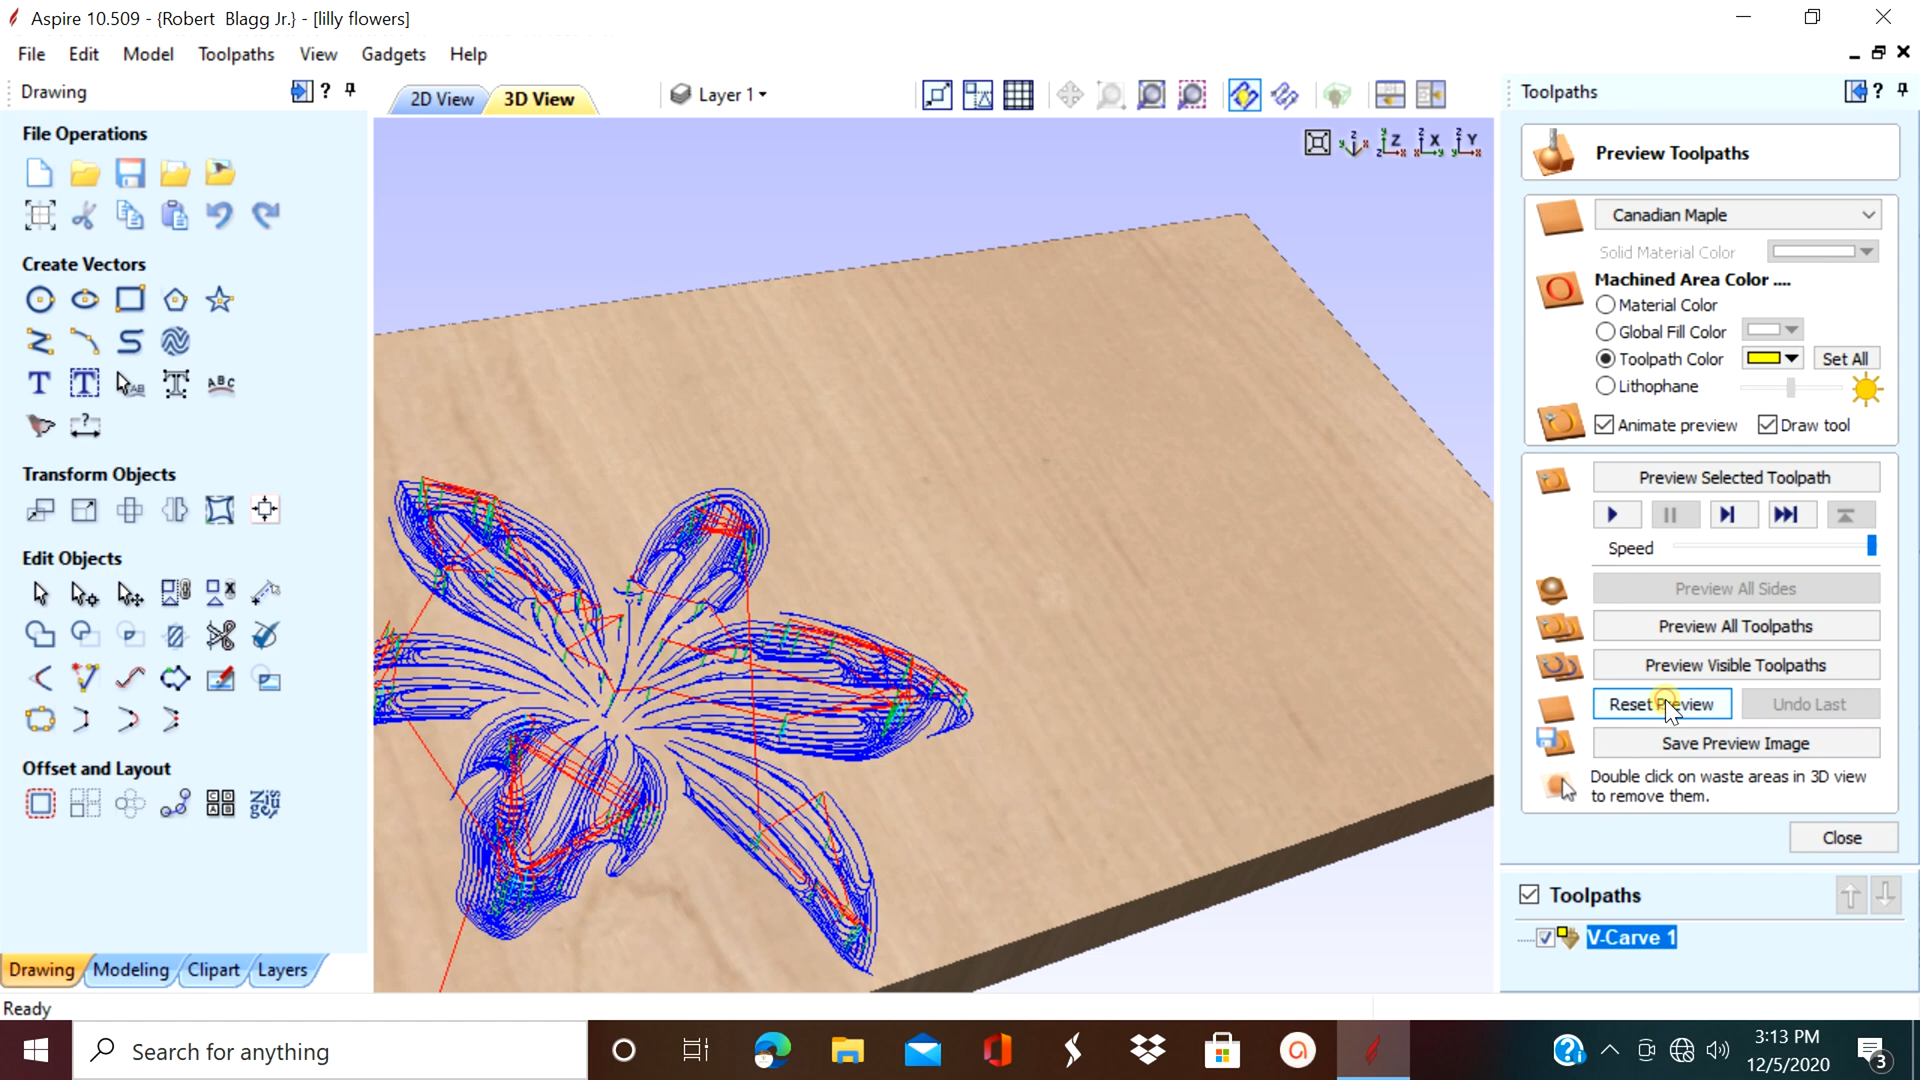 Aspire 10.509 - {Robert Blagg Jr.} - [lilly flowers]
File Edit Model Toolpaths View Gadgets Help
Drawing
File Operations
Create Vectors
Transform Objects
Edit Objects
Offset and Layout
Drawing Modeling Clipart Layers
Ready
2D View 3D View
Layer 1
Toolpaths
Preview Toolpaths
Canadian Maple
Solid Material Color
Machined Area Color ....
Material Color
Global Fill Color
Toolpath Color Set All
Lithophane
Animate preview Draw tool
Preview Selected Toolpath
Speed
Preview All Sides
Preview All Toolpaths
Preview Visible Toolpaths
Reset Preview Undo Last
Save Preview Image
Double click on waste areas in 3D view
to remove them.
Close
Toolpaths
V-Carve 1
Search for anything
3:13 PM
12/5/2020
3